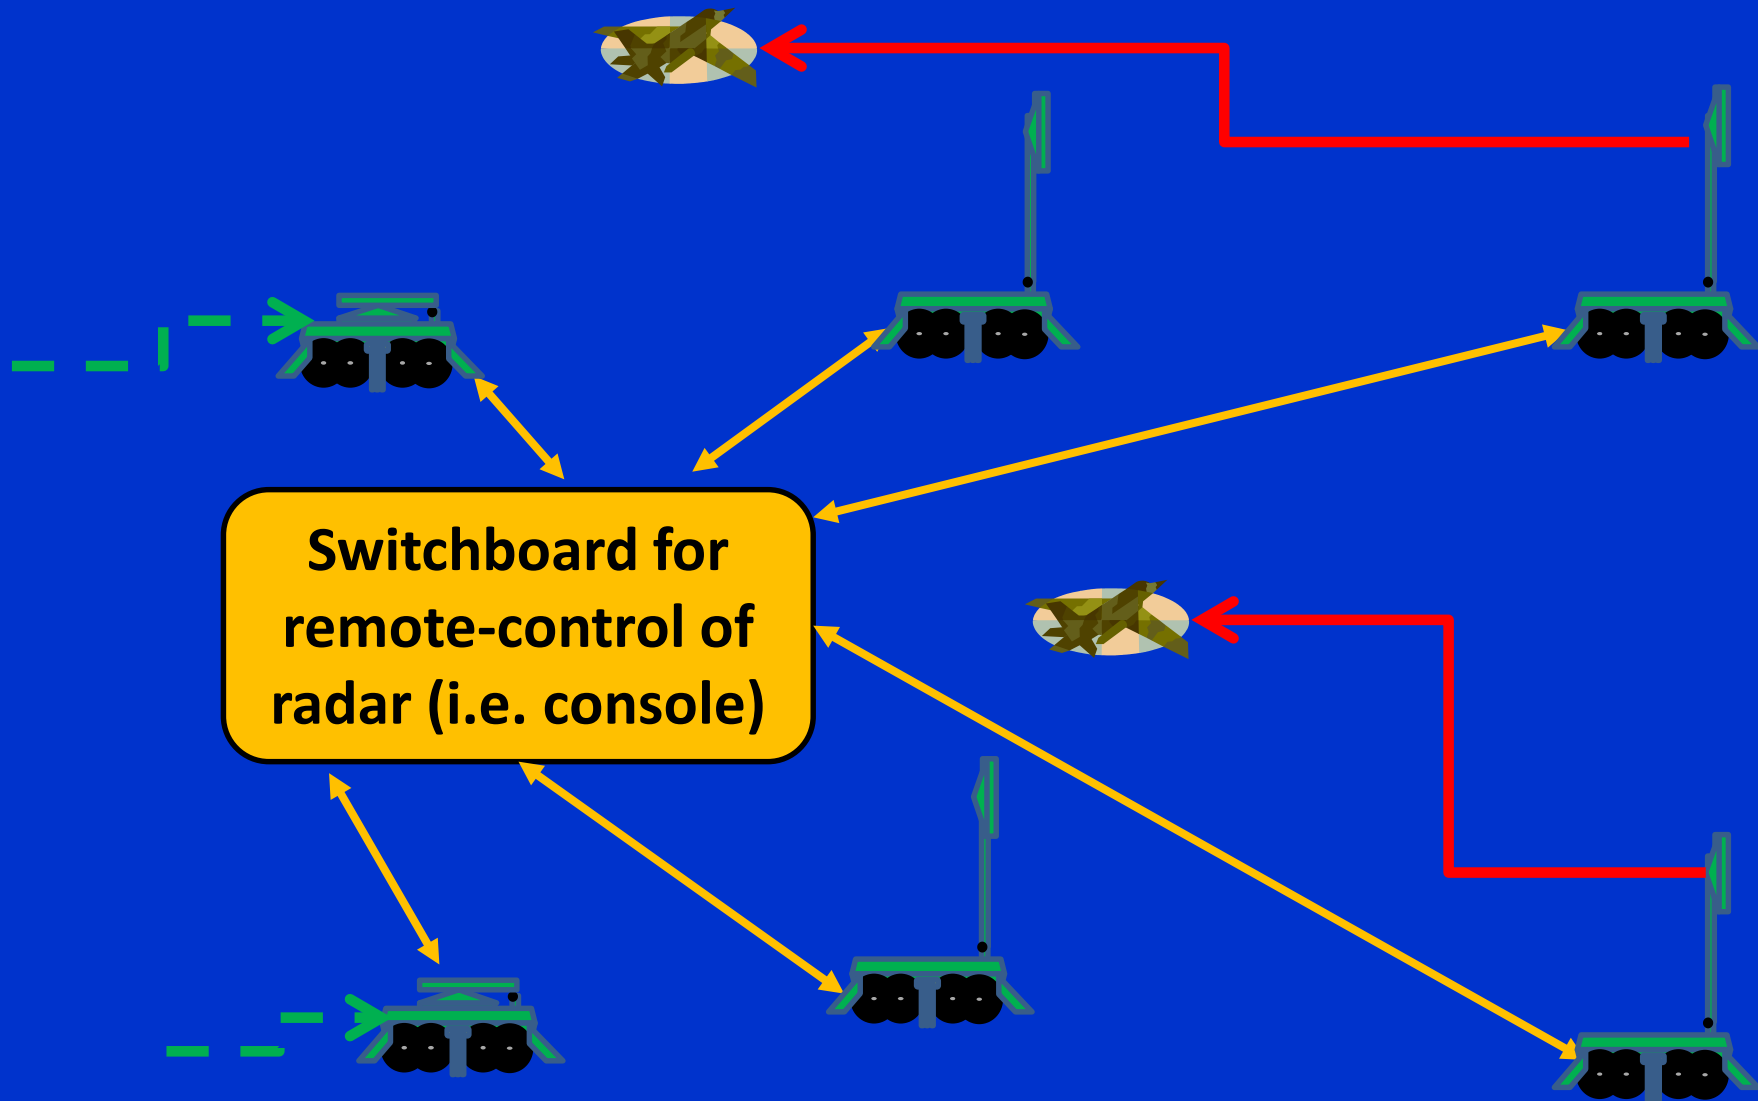 Switchboard for
remote-control of
radar (i.e. console)